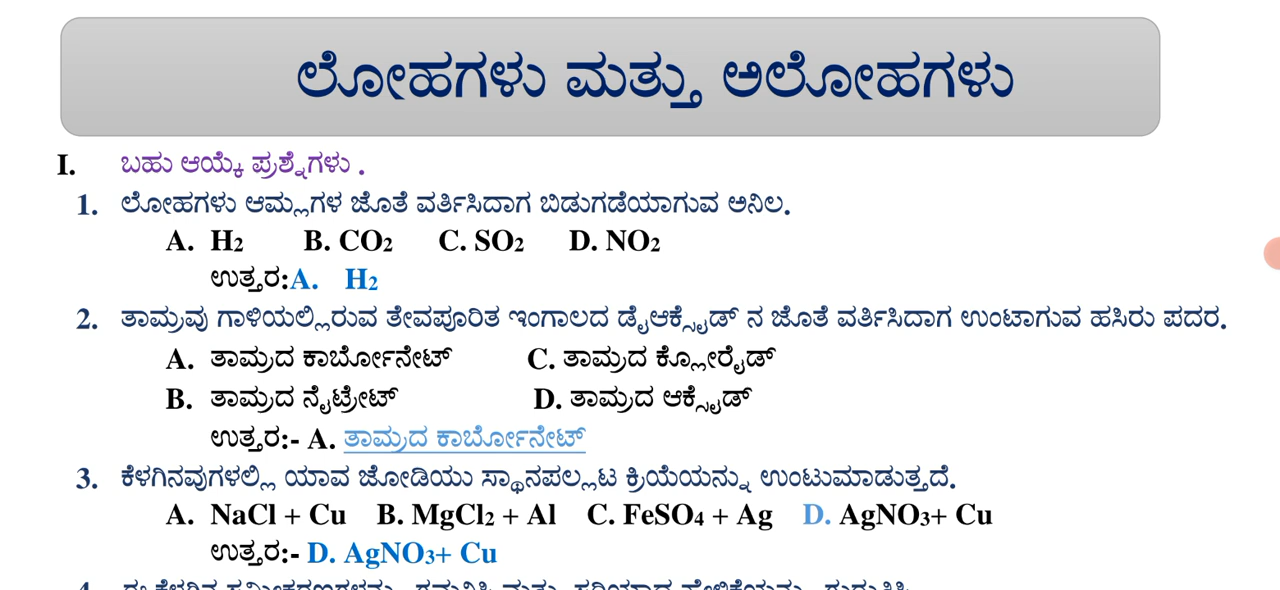 ಲೋಹಗಳು ಮತ್ತು ಅಲೋಹಗಳು
I. ಬಹು ಆಯ್ಕೆ ಪ್ರಶ್ನೆಗಳು .
1. ಲೋಹಗಳು ಆಮ್ಲಗಳ ಜೊತೆ ವರ್ತಿಸಿದಾಗ ಬಿಡುಗಡೆಯಾಗುವ ಅನಿಲ.
A. H₂ B. CO₂ C. SO₂ D. NO₂
ಉತ್ತರ:A. H₂
2. ತಾಮ್ರವು ಗಾಳಿಯಲ್ಲಿರುವ ತೇವಪೂರಿತ ಇಂಗಾಲದ ಡೈಆಕ್ಸೈಡ್ ನ ಜೊತೆ ವರ್ತಿಸಿದಾಗ ಉಂಟಾಗುವ ಹಸಿರು ಪದರ.
A. ತಾಮ್ರದ ಕಾರ್ಬೋನೇಟ್ C. ತಾಮ್ರದ ಕ್ಲೋರೈಡ್
B. ತಾಮ್ರದ ನೈಟ್ರೇಟ್ D. ತಾಮ್ರದ ಆಕ್ಸೈಡ್
ಉತ್ತರ:- A. ತಾಮ್ರದ ಕಾರ್ಬೋನೇಟ್
3. ಕೆಳಗಿನವುಗಳಲ್ಲಿ ಯಾವ ಜೋಡಿಯು ಸ್ಥಾನಪಲ್ಲಟ ಕ್ರಿಯೆಯನ್ನು ಉಂಟುಮಾಡುತ್ತದೆ.
A. NaCl + Cu B. MgCl₂ + Al C. FeSO₄ + Ag D. AgNO₃+ Cu
ಉತ್ತರ:- D. AgNO₃+ Cu